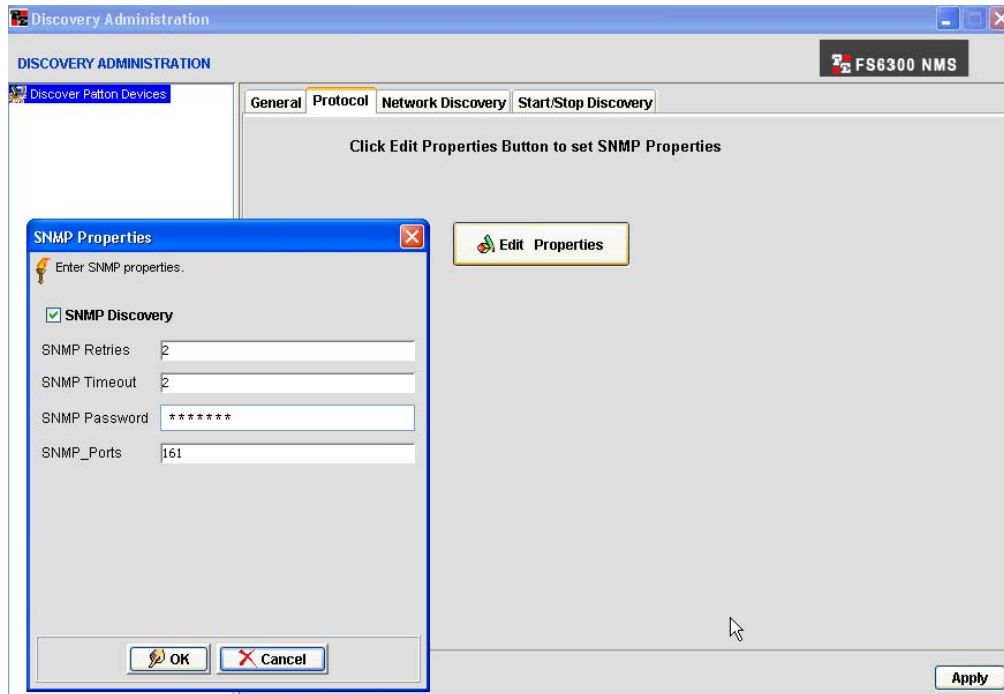 Discovery Administration
DISCOVERY ADMINISTRATION
FS6300 NMS
Discover Patton Devices
General Protocol Network Discovery Start/Stop Discovery
Click Edit Properties Button to set SNMP Properties
Edit Properties
SNMP Properties
Enter SNMP properties.
SNMP Discovery
SNMP Retries 2
SNMP Timeout 2
SNMP Password *******
SNMP_Ports 161
OK Cancel
Apply